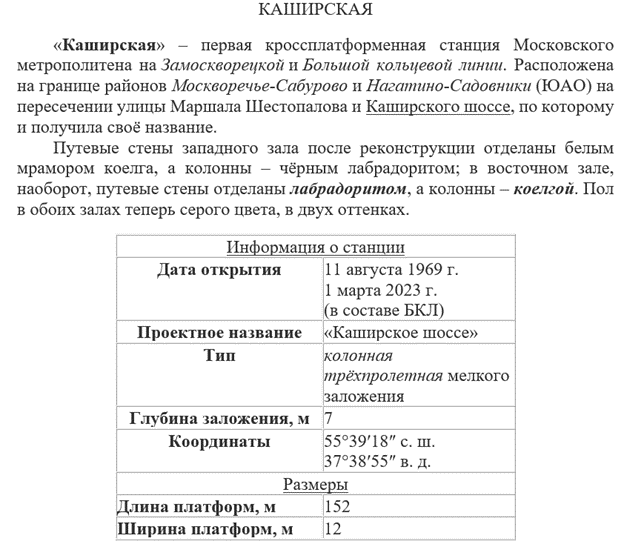 КАШИРСКАЯ
«Каширская» – первая кроссплатформенная станция Московского
метрополитена на Замоскворецкой и Большой кольцевой линии. Расположена
на границе районов Москворечье-Сабурово и Нагатино-Садовники (ЮАО) на
пересечении улицы Маршала Шестопалова и Каширского шоссе, по которому
и получила своё название.
Путевые стены западного зала после реконструкции отделаны белым
мрамором коелга, а колонны – чёрным лабрадоритом; в восточном зале,
наоборот, путевые стены отделаны лабрадоритом, а колонны – коелгой. Пол
в обоих залах теперь серого цвета, в двух оттенках.
Информация о станции
Дата открытия 11 августа 1969 г.
1 марта 2023 г.
(в составе БКЛ)
Проектное название «Каширское шоссе»
Тип колонная
трёхпролетная мелкого
заложения
Глубина заложения, м 7
Координаты 55°39′18″ с. ш.
37°38′55″ в. д.
Размеры
Длина платформ, м 152
Ширина платформ, м 12